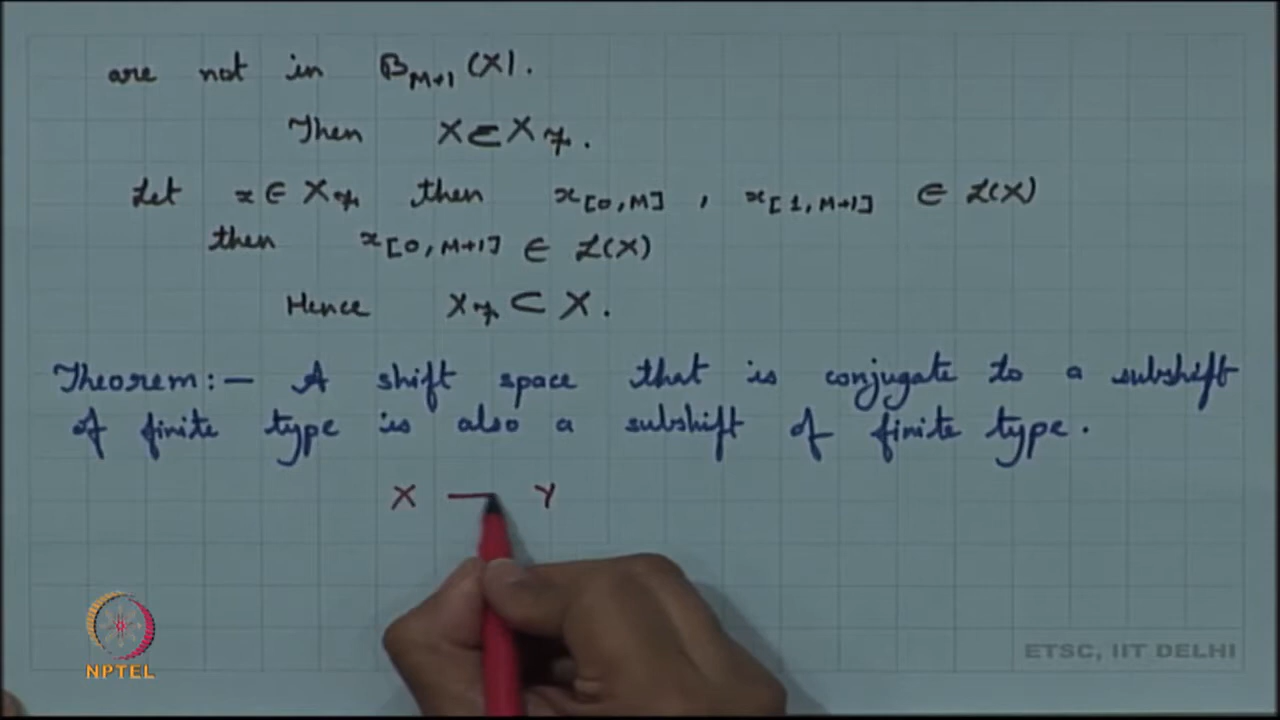 are not in B_{M+1}(X).
Then X ⊂ X_𝓕.
Let x ∈ X_𝓕, then x_{[0,M]}, x_{[1,M+1]} ∈ 𝓛(X)
then x_{[0,M+1]} ∈ 𝓛(X)
Hence X_𝓕 ⊂ X.
Theorem:— A shift space that is conjugate to a subshift
of finite type is also a subshift of finite type.
X — Y
NPTEL
ETSC, IIT DELHI